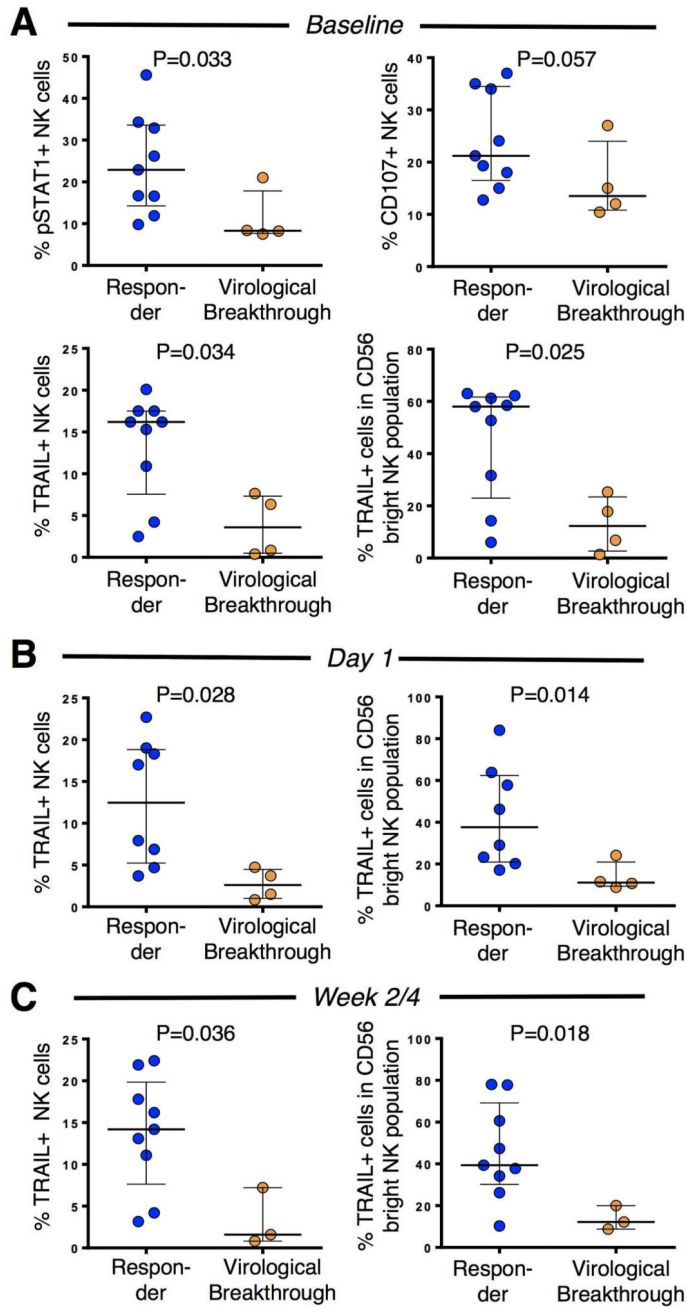 A
Baseline
P=0.033
% pSTAT1+ NK cells
50
40
30
20
10
0
Respon-
der
Virological
Breakthrough
P=0.057
% CD107+ NK cells
40
30
20
10
0
Respon-
der
Virological
Breakthrough
P=0.034
% TRAIL+ NK cells
25
20
15
10
5
0
Respon-
der
Virological
Breakthrough
P=0.025
% TRAIL+ cells in CD56
bright NK population
80
60
40
20
0
Respon-
der
Virological
Breakthrough
B
Day 1
P=0.028
% TRAIL+ NK cells
25
20
15
10
5
0
Respon-
der
Virological
Breakthrough
P=0.014
% TRAIL+ cells in CD56
bright NK population
100
80
60
40
20
0
Respon-
der
Virological
Breakthrough
C
Week 2/4
P=0.036
% TRAIL+ NK cells
25
20
15
10
5
0
Respon-
der
Virological
Breakthrough
P=0.018
% TRAIL+ cells in CD56
bright NK population
100
80
60
40
20
0
Respon-
der
Virological
Breakthrough